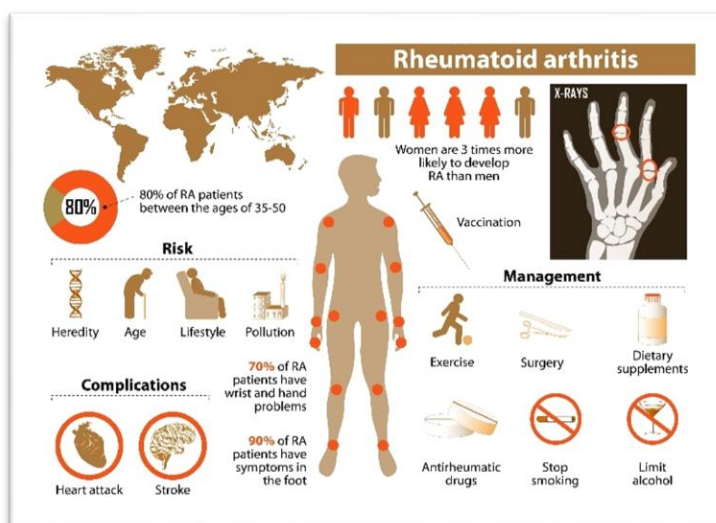 Rheumatoid arthritis
X-RAYS
Women are 3 times more
likely to develop
RA than men
80%
80% of RA patients
between the ages of 35-50
Vaccination
Risk
Heredity
Age
Lifestyle
Pollution
Management
Exercise
Surgery
Dietary
supplements
70% of RA
patients have
wrist and hand
problems
Complications
90% of RA
patients have
symptoms in
the foot
Heart attack
Stroke
Antirheumatic
drugs
Stop
smoking
Limit
alcohol